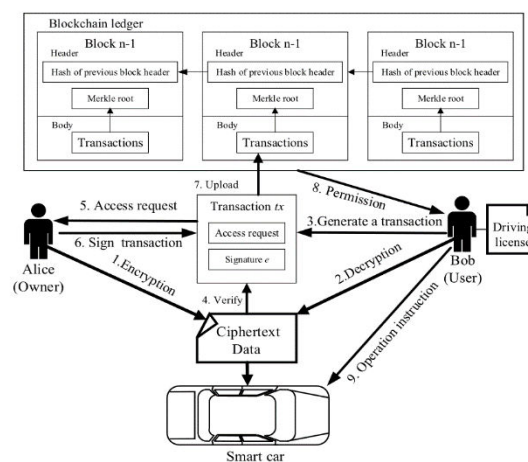 Blockchain ledger
Block n-1
Block n-1
Block n-1
Header
Header
Header
Hash of previous block header
Hash of previous block header
Hash of previous block header
Merkle root
Merkle root
Merkle root
Body
Body
Body
Transactions
Transactions
Transactions
7. Upload
8. Permission
5. Access request
Transaction tx
3.Generate a transaction
Access request
6. Sign transaction
Signature e
Driving
license
Alice
(Owner)
Bob
(User)
1.Encryption
2.Decryption
4. Verify
Ciphertext
Data
9. Operation instruction
Smart car